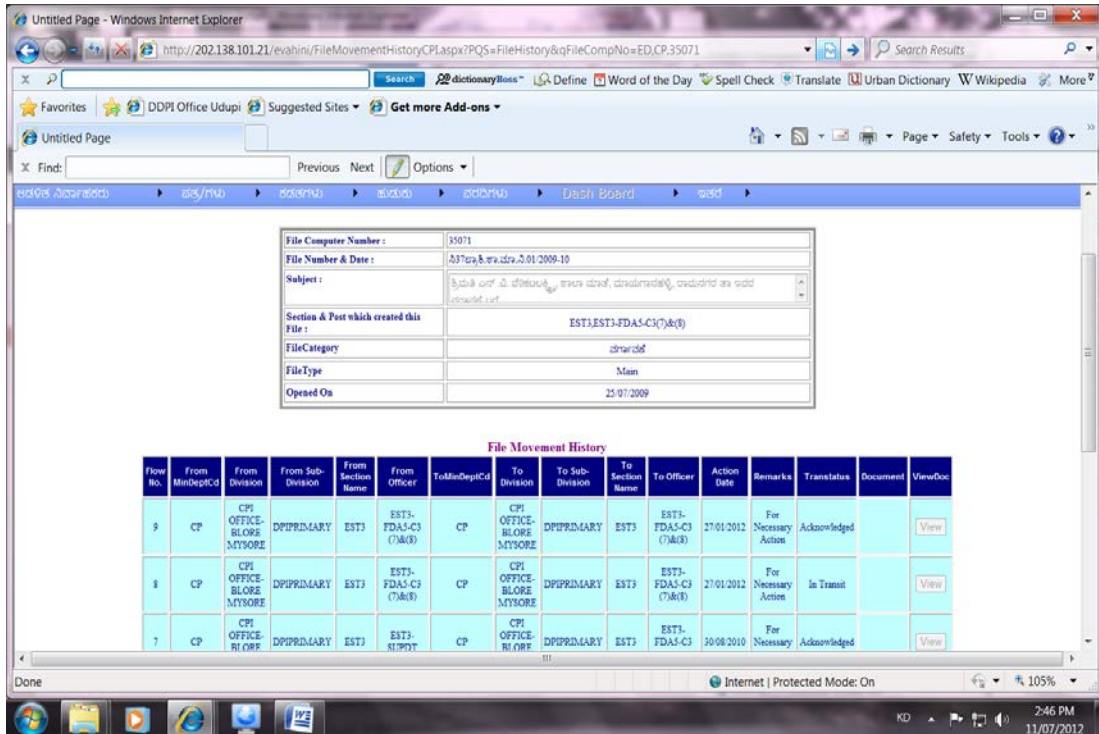 Untitled Page - Windows Internet Explorer
http://202.138.101.21/evahini/FileMovementHistoryCPI.aspx?PQS=FileHistory&qFileCompNo=ED,CP,35071 Search Results
Search dictionaryBoss Define Word of the Day Spell Check Translate Urban Dictionary Wikipedia More
Favorites DDPI Office Udupi Suggested Sites Get more Add-ons
Untitled Page Page Safety Tools
X Find: Previous Next Options
ಕಡತಗಳು ಹುಡುಕು ವರದಿಗಳು Dash Board ಇತರೆ
File Computer Number : 35071
File Number & Date :
Subject :
Section & Post which created this File : EST3,EST3-FDA5-C3(7)&(8)
FileCategory ವರ್ಗಾವಣೆ
FileType Main
Opened On 25/07/2009
File Movement History
Flow No. From MinDeptCd From Division From Sub-Division From Section Name From Officer ToMinDeptCd To Division To Sub-Division To Section Name To Officer Action Date Remarks Transtatus Document ViewDoc
9 CP CPI OFFICE-BLORE MYSORE DPIPRIMARY EST3 EST3-FDA5-C3 (7)&(8) CP CPI OFFICE-BLORE MYSORE DPIPRIMARY EST3 EST3-FDA5-C3 (7)&(8) 27/01/2012 For Necessary Action Acknowledged View
8 CP CPI OFFICE-BLORE MYSORE DPIPRIMARY EST3 EST3-FDA5-C3 (7)&(8) CP CPI OFFICE-BLORE MYSORE DPIPRIMARY EST3 EST3-FDA5-C3 (7)&(8) 27/01/2012 For Necessary Action In Transit View
7 CP CPI OFFICE-BLORE DPIPRIMARY EST3 EST3-SUPDT CP CPI OFFICE-BLORE DPIPRIMARY EST3 EST3-FDA5-C3 30/08/2010 For Necessary Acknowledged View
Done Internet | Protected Mode: On 105%
KD 2:46 PM
11/07/2012